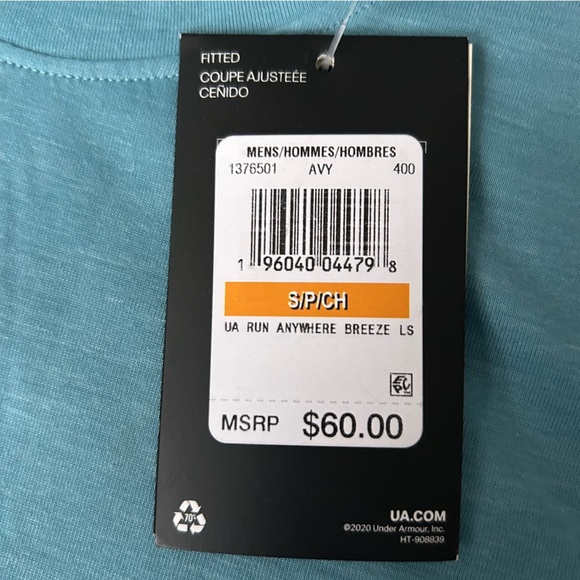 FITTED
COUPE AJUSTEÉE
CEÑIDO
MENS/HOMMES/HOMBRES
1376501 AVY 400
1 96040 04479 8
S/P/CH
UA RUN ANYWHERE BREEZE LS
MSRP $60.00
70%
UA.COM
©2020 Under Armour, Inc.
HT-908839